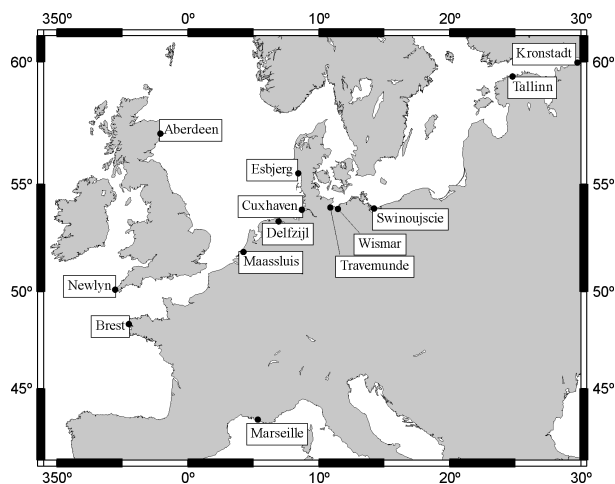 350º 0º 10º 20º 30º
Kronstadt
60º 60º
Tallinn
Aberdeen
Esbjerg
55º 55º
Cuxhaven
Swinoujscie
Delfzijl
Wismar
Maassluis
Travemunde
Newlyn
50º 50º
Brest
45º 45º
Marseille
350º 0º 10º 20º 30º